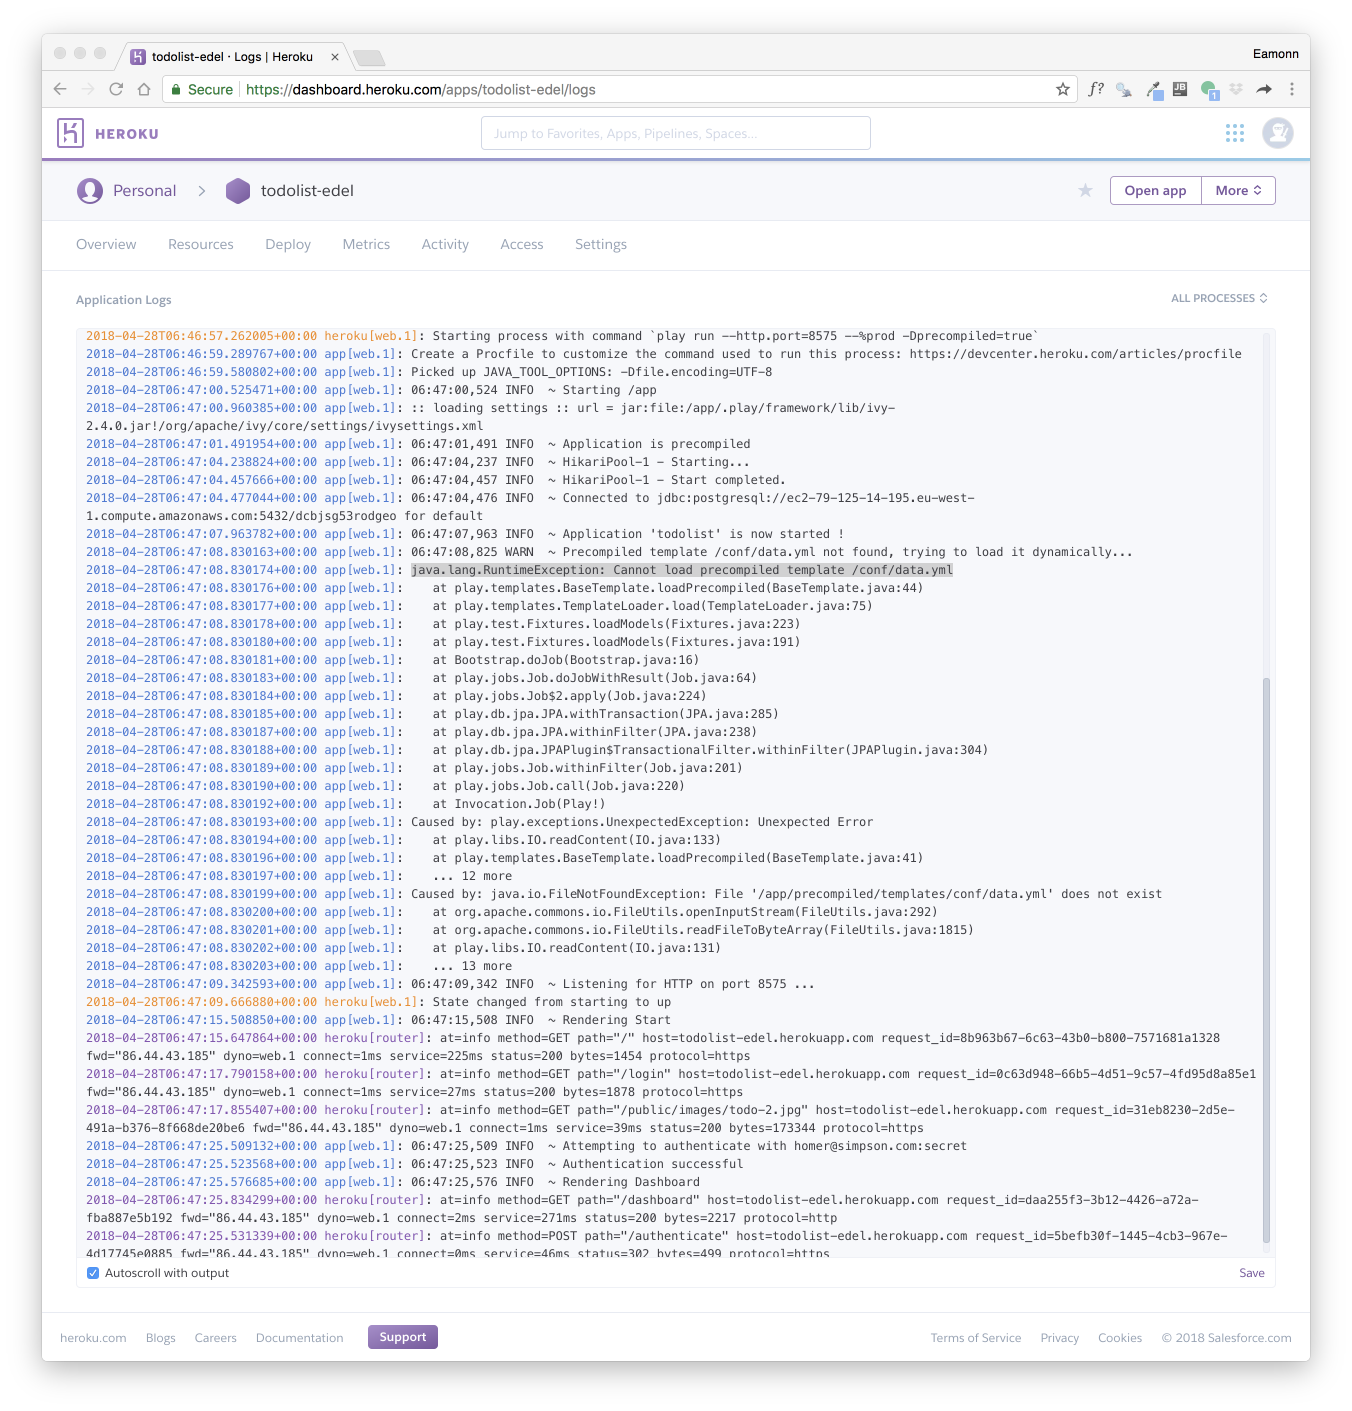 todolist-edel · Logs | Heroku
Eamonn
Secure
https://dashboard.heroku.com/apps/todolist-edel/logs
f?
JB
1
HEROKU
Jump to Favorites, Apps, Pipelines, Spaces...
Personal
todolist-edel
Open app
More
Overview
Resources
Deploy
Metrics
Activity
Access
Settings
Application Logs
ALL PROCESSES
2018-04-28T06:46:57.262005+00:00 heroku[web.1]: Starting process with command `play run --http.port=8575 --%prod -Dprecompiled=true`
2018-04-28T06:46:59.289767+00:00 app[web.1]: Create a Procfile to customize the command used to run this process: https://devcenter.heroku.com/articles/procfile
2018-04-28T06:46:59.580802+00:00 app[web.1]: Picked up JAVA_TOOL_OPTIONS: -Dfile.encoding=UTF-8
2018-04-28T06:47:00.525471+00:00 app[web.1]: 06:47:00,524 INFO  ~ Starting /app
2018-04-28T06:47:00.960385+00:00 app[web.1]: :: loading settings :: url = jar:file:/app/.play/framework/lib/ivy-
2.4.0.jar!/org/apache/ivy/core/settings/ivysettings.xml
2018-04-28T06:47:01.491954+00:00 app[web.1]: 06:47:01,491 INFO  ~ Application is precompiled
2018-04-28T06:47:04.238824+00:00 app[web.1]: 06:47:04,237 INFO  ~ HikariPool-1 - Starting...
2018-04-28T06:47:04.457666+00:00 app[web.1]: 06:47:04,457 INFO  ~ HikariPool-1 - Start completed.
2018-04-28T06:47:04.477044+00:00 app[web.1]: 06:47:04,476 INFO  ~ Connected to jdbc:postgresql://ec2-79-125-14-195.eu-west-
1.compute.amazonaws.com:5432/dcbjsg53rodgeo for default
2018-04-28T06:47:07.963782+00:00 app[web.1]: 06:47:07,963 INFO  ~ Application 'todolist' is now started !
2018-04-28T06:47:08.830163+00:00 app[web.1]: 06:47:08,825 WARN  ~ Precompiled template /conf/data.yml not found, trying to load it dynamically...
2018-04-28T06:47:08.830174+00:00 app[web.1]: java.lang.RuntimeException: Cannot load precompiled template /conf/data.yml
2018-04-28T06:47:08.830176+00:00 app[web.1]:    at play.templates.BaseTemplate.loadPrecompiled(BaseTemplate.java:44)
2018-04-28T06:47:08.830177+00:00 app[web.1]:    at play.templates.TemplateLoader.load(TemplateLoader.java:75)
2018-04-28T06:47:08.830178+00:00 app[web.1]:    at play.test.Fixtures.loadModels(Fixtures.java:223)
2018-04-28T06:47:08.830180+00:00 app[web.1]:    at play.test.Fixtures.loadModels(Fixtures.java:191)
2018-04-28T06:47:08.830181+00:00 app[web.1]:    at Bootstrap.doJob(Bootstrap.java:16)
2018-04-28T06:47:08.830183+00:00 app[web.1]:    at play.jobs.Job.doJobWithResult(Job.java:64)
2018-04-28T06:47:08.830184+00:00 app[web.1]:    at play.jobs.Job$2.apply(Job.java:224)
2018-04-28T06:47:08.830185+00:00 app[web.1]:    at play.db.jpa.JPA.withTransaction(JPA.java:285)
2018-04-28T06:47:08.830187+00:00 app[web.1]:    at play.db.jpa.JPA.withinFilter(JPA.java:238)
2018-04-28T06:47:08.830188+00:00 app[web.1]:    at play.db.jpa.JPAPlugin$TransactionalFilter.withinFilter(JPAPlugin.java:304)
2018-04-28T06:47:08.830189+00:00 app[web.1]:    at play.jobs.Job.withinFilter(Job.java:201)
2018-04-28T06:47:08.830190+00:00 app[web.1]:    at play.jobs.Job.call(Job.java:220)
2018-04-28T06:47:08.830192+00:00 app[web.1]:    at Invocation.Job(Play!)
2018-04-28T06:47:08.830193+00:00 app[web.1]: Caused by: play.exceptions.UnexpectedException: Unexpected Error
2018-04-28T06:47:08.830194+00:00 app[web.1]:    at play.libs.IO.readContent(IO.java:133)
2018-04-28T06:47:08.830196+00:00 app[web.1]:    at play.templates.BaseTemplate.loadPrecompiled(BaseTemplate.java:41)
2018-04-28T06:47:08.830197+00:00 app[web.1]:    ... 12 more
2018-04-28T06:47:08.830199+00:00 app[web.1]: Caused by: java.io.FileNotFoundException: File '/app/precompiled/templates/conf/data.yml' does not exist
2018-04-28T06:47:08.830200+00:00 app[web.1]:    at org.apache.commons.io.FileUtils.openInputStream(FileUtils.java:292)
2018-04-28T06:47:08.830201+00:00 app[web.1]:    at org.apache.commons.io.FileUtils.readFileToByteArray(FileUtils.java:1815)
2018-04-28T06:47:08.830202+00:00 app[web.1]:    at play.libs.IO.readContent(IO.java:131)
2018-04-28T06:47:08.830203+00:00 app[web.1]:    ... 13 more
2018-04-28T06:47:09.342593+00:00 app[web.1]: 06:47:09,342 INFO  ~ Listening for HTTP on port 8575 ...
2018-04-28T06:47:09.666880+00:00 heroku[web.1]: State changed from starting to up
2018-04-28T06:47:15.508850+00:00 app[web.1]: 06:47:15,508 INFO  ~ Rendering Start
2018-04-28T06:47:15.647864+00:00 heroku[router]: at=info method=GET path="/" host=todolist-edel.herokuapp.com request_id=8b963b67-6c63-43b0-b800-7571681a1328
fwd="86.44.43.185" dyno=web.1 connect=1ms service=225ms status=200 bytes=1454 protocol=https
2018-04-28T06:47:17.790158+00:00 heroku[router]: at=info method=GET path="/login" host=todolist-edel.herokuapp.com request_id=0c63d948-66b5-4d51-9c57-4fd95d8a85e1
fwd="86.44.43.185" dyno=web.1 connect=1ms service=27ms status=200 bytes=1878 protocol=https
2018-04-28T06:47:17.855407+00:00 heroku[router]: at=info method=GET path="/public/images/todo-2.jpg" host=todolist-edel.herokuapp.com request_id=31eb8230-2d5e-
491a-b376-8f668de20be6 fwd="86.44.43.185" dyno=web.1 connect=1ms service=39ms status=200 bytes=173344 protocol=https
2018-04-28T06:47:25.509132+00:00 app[web.1]: 06:47:25,509 INFO  ~ Attempting to authenticate with homer@simpson.com:secret
2018-04-28T06:47:25.523568+00:00 app[web.1]: 06:47:25,523 INFO  ~ Authentication successful
2018-04-28T06:47:25.576685+00:00 app[web.1]: 06:47:25,576 INFO  ~ Rendering Dashboard
2018-04-28T06:47:25.834299+00:00 heroku[router]: at=info method=GET path="/dashboard" host=todolist-edel.herokuapp.com request_id=daa255f3-3b12-4426-a72a-
fba887e5b192 fwd="86.44.43.185" dyno=web.1 connect=2ms service=271ms status=200 bytes=2217 protocol=http
2018-04-28T06:47:25.531339+00:00 heroku[router]: at=info method=POST path="/authenticate" host=todolist-edel.herokuapp.com request_id=5befb30f-1445-4cb3-967e-
4d17745e0885 fwd="86.44.43.185" dyno=web.1 connect=0ms service=46ms status=302 bytes=499 protocol=https
Autoscroll with output
Save
heroku.com
Blogs
Careers
Documentation
Support
Terms of Service
Privacy
Cookies
© 2018 Salesforce.com